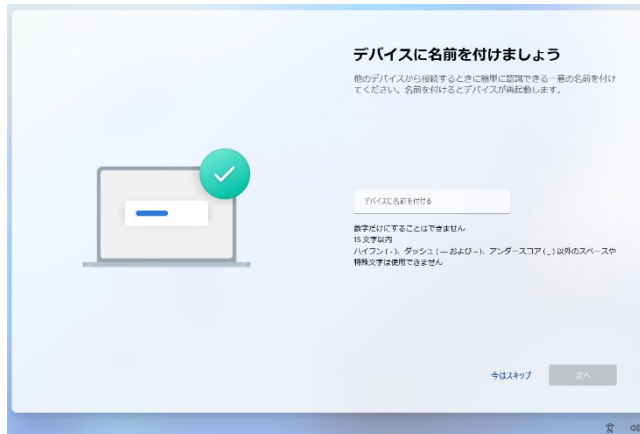 デバイスに名前を付けましょう
他のデバイスから接続するときに簡単に認識できる一意の名前を付け
てください。名前を付けるとデバイスが再起動します。
デバイスに名前を付ける
数字だけにすることはできません
15 文字以内
ハイフン (-)、ダッシュ (— および –)、アンダースコア (_) 以外のスペースや
特殊文字は使用できません
今はスキップ
次へ